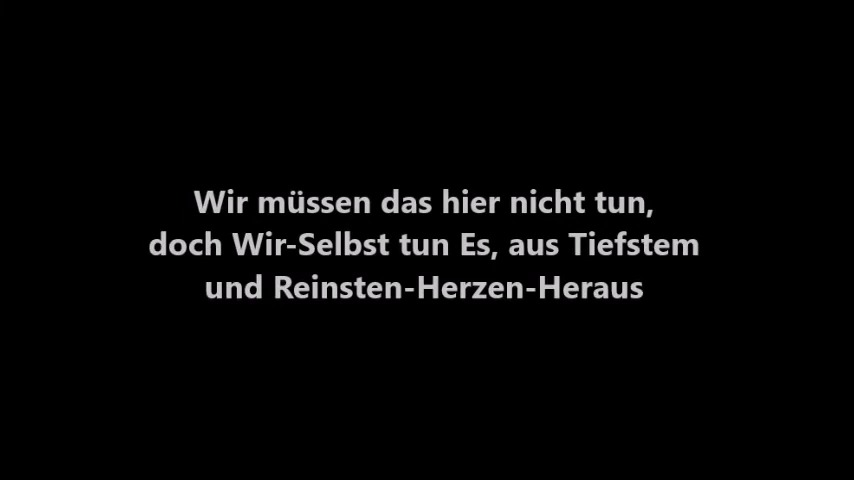 Wir müssen das hier nicht tun,
doch Wir-Selbst tun Es, aus Tiefstem
und Reinsten-Herzen-Heraus